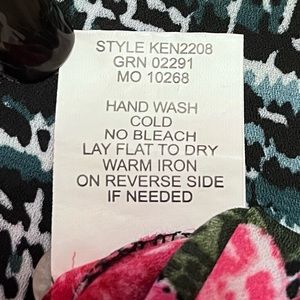 STYLE KEN2208
GRN 02291
MO 10268
HAND WASH
COLD
NO BLEACH
LAY FLAT TO DRY
WARM IRON
ON REVERSE SIDE
IF NEEDED